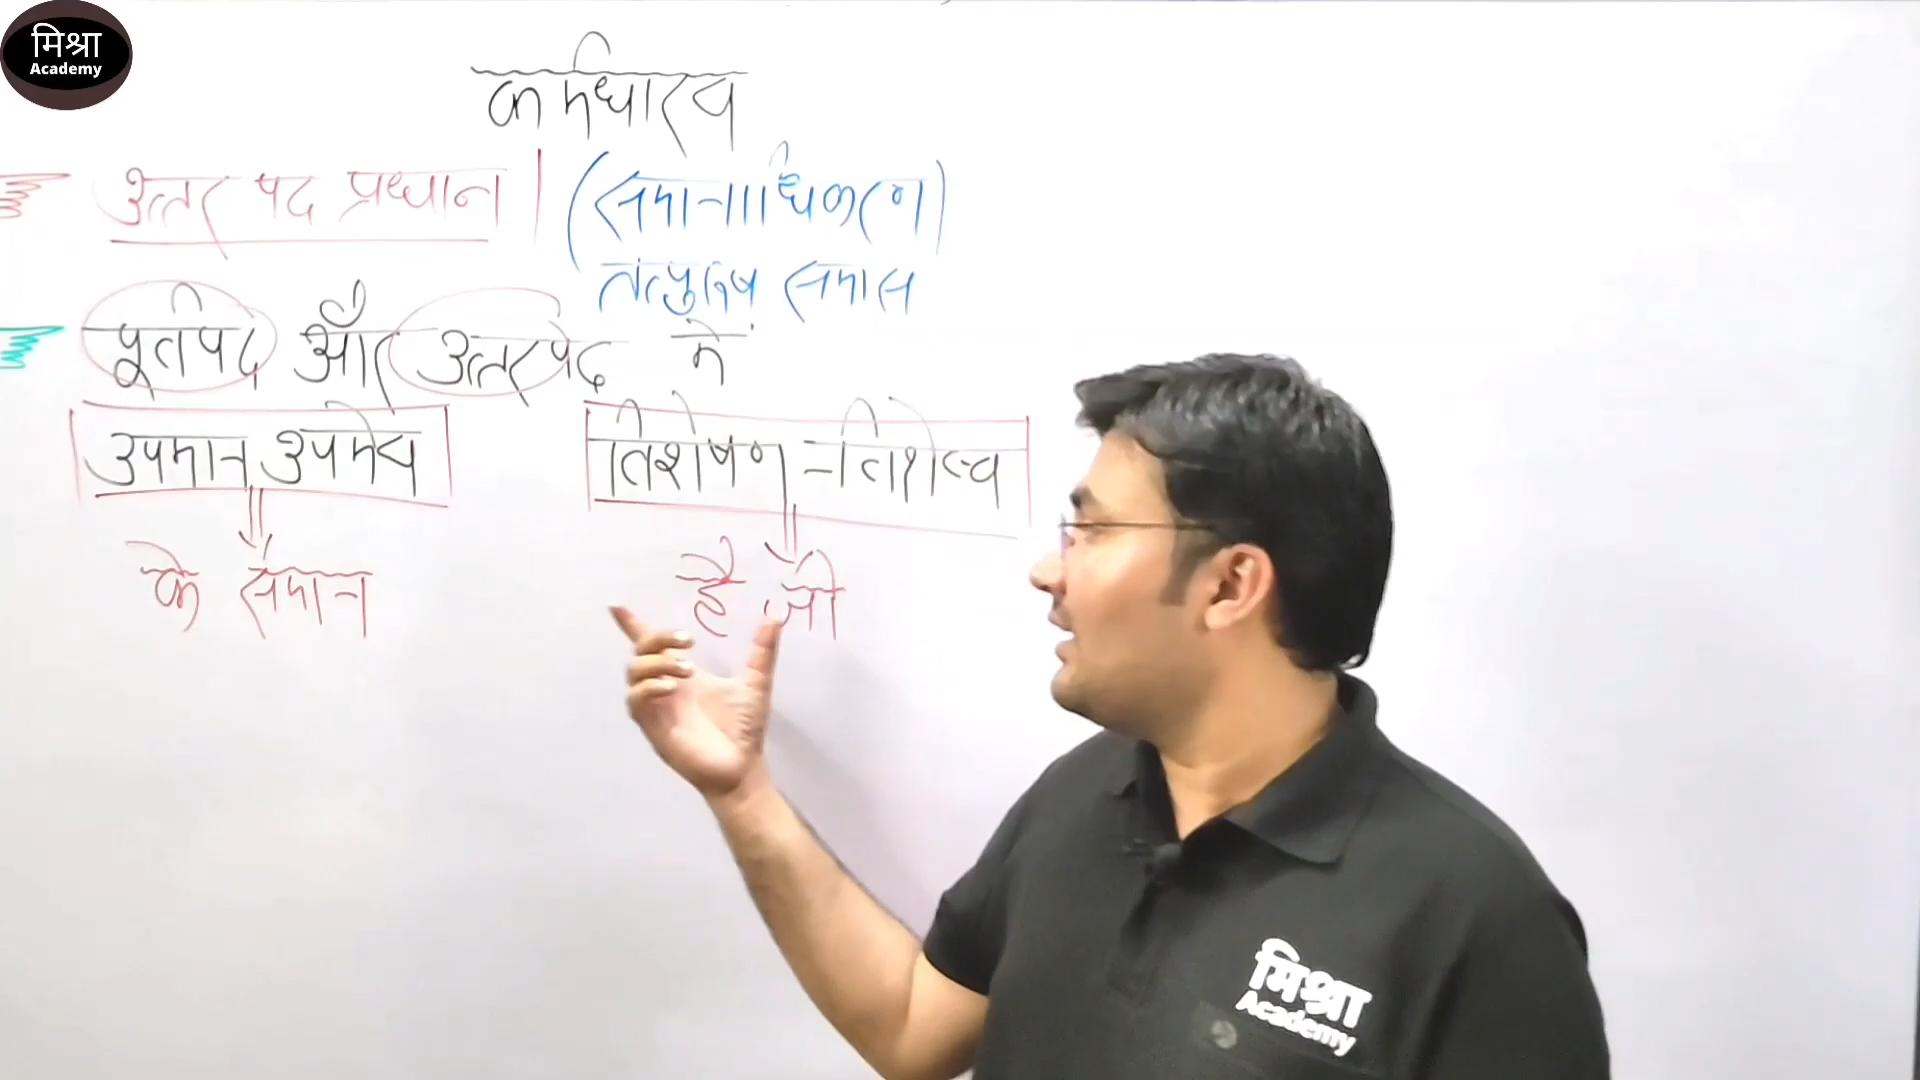 मिश्रा
Academy
कर्मधारय
उत्तर पद प्रधान | (समानाधिकरण)
तत्पुरुष समास
पूर्वपद और उत्तरपद में
उपमान उपमेय विशेषण - विशेष्य
के समान है जो
मिश्रा
Academy